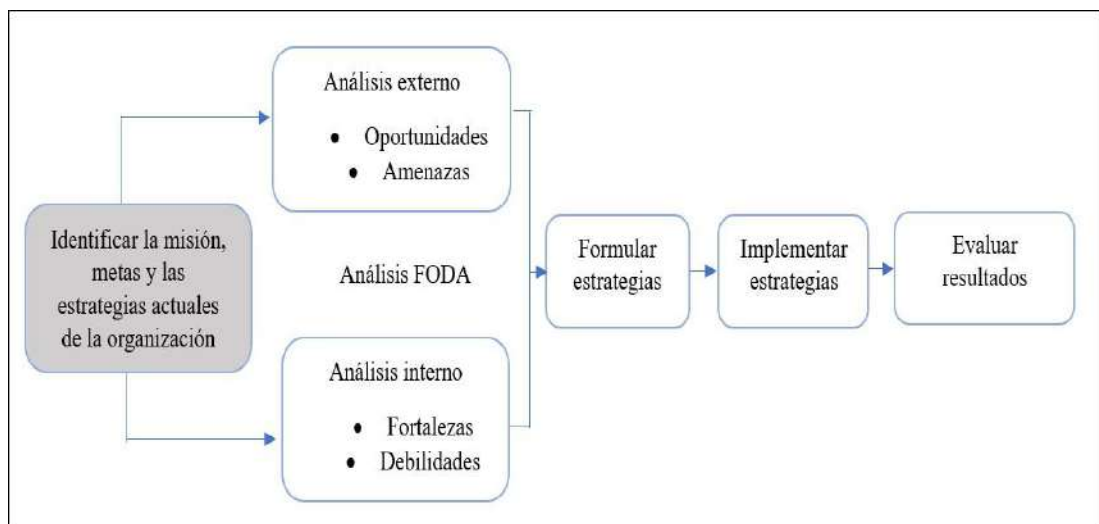 Análisis externo
• Oportunidades
• Amenazas
Identificar la misión,
metas y las
estrategias actuales
de la organización
Análisis FODA
Análisis interno
• Fortalezas
• Debilidades
Formular
estrategias
Implementar
estrategias
Evaluar
resultados